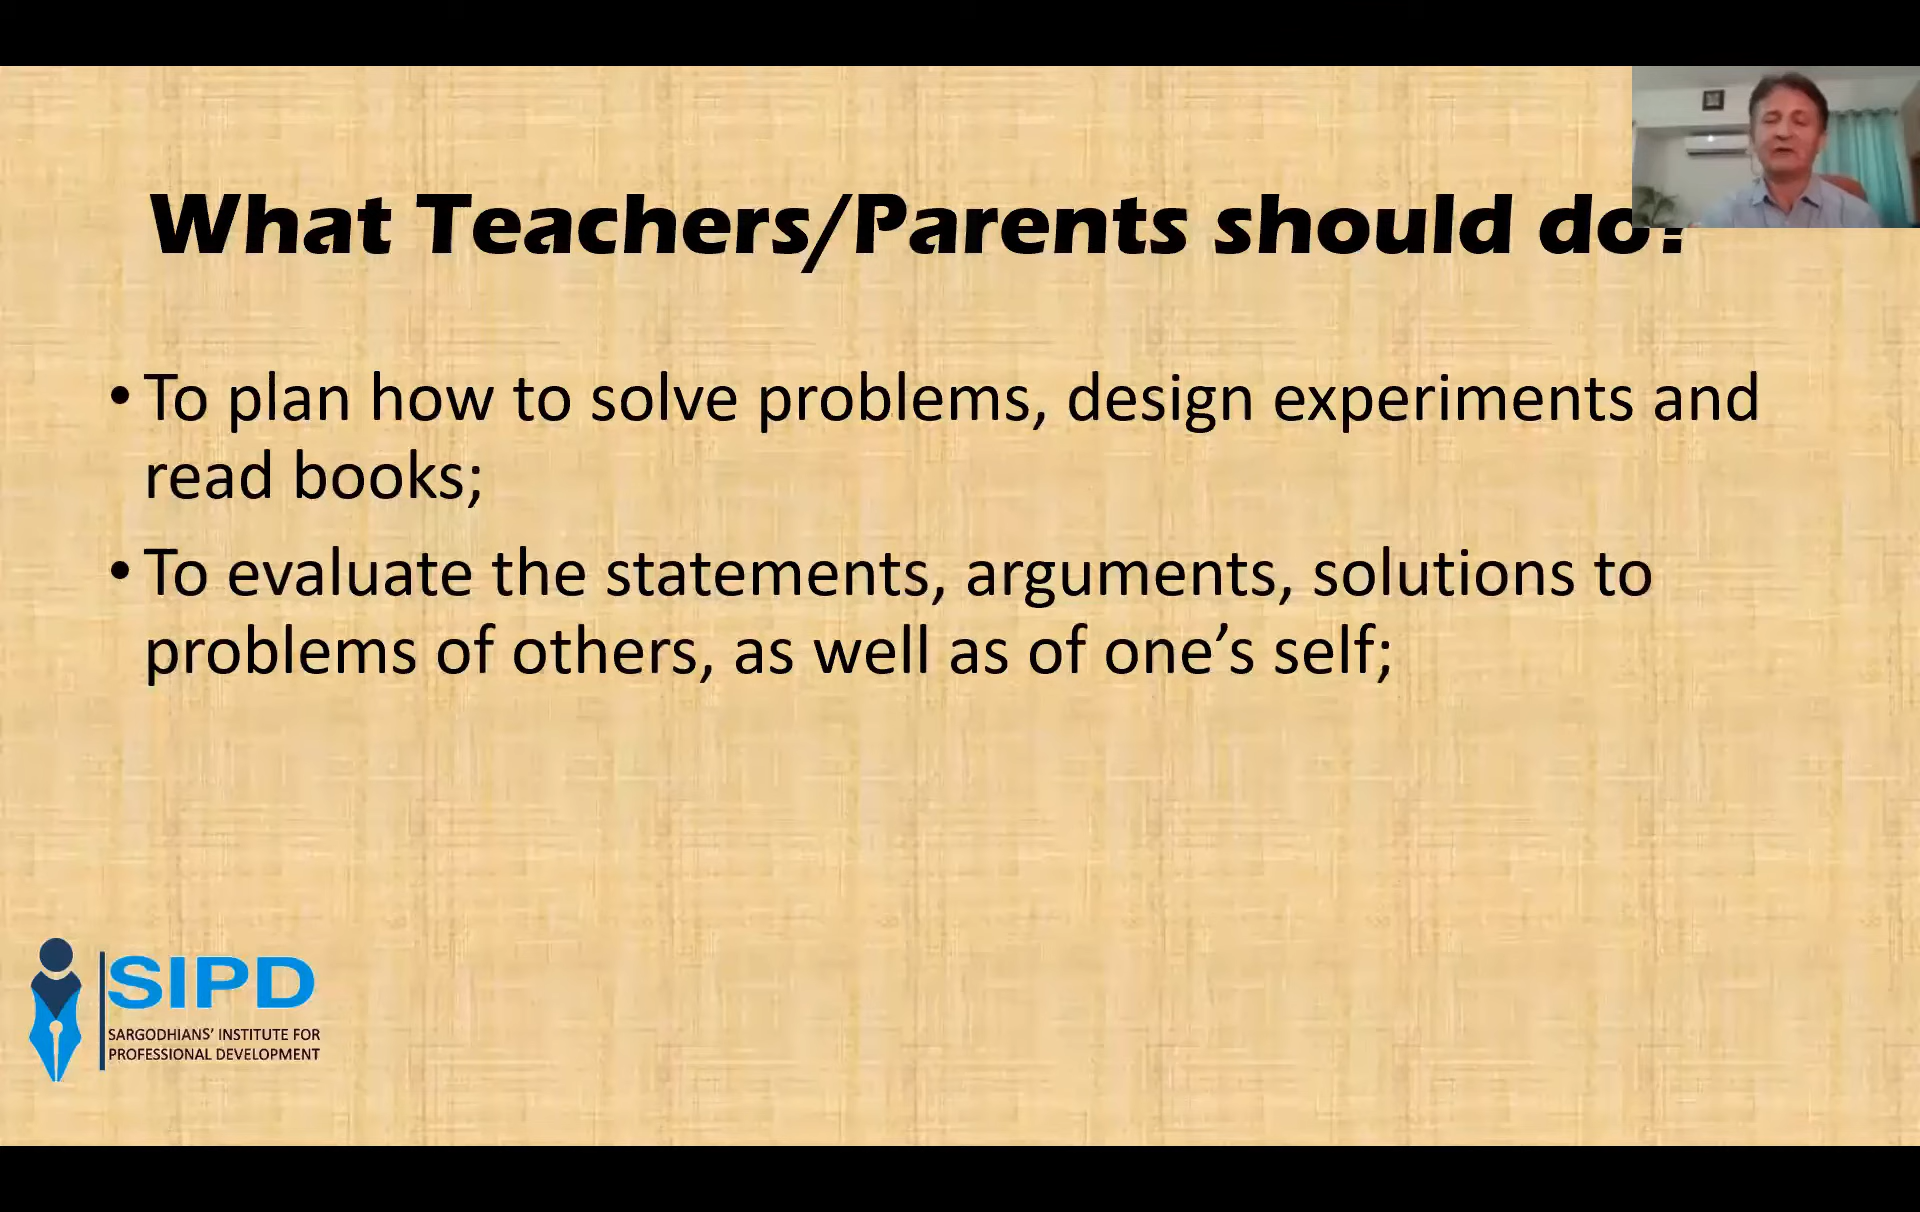 What Teachers/Parents should do?
• To plan how to solve problems, design experiments and
read books;
• To evaluate the statements, arguments, solutions to
problems of others, as well as of one’s self;
SIPD
SARGODHIANS’ INSTITUTE FOR
PROFESSIONAL DEVELOPMENT